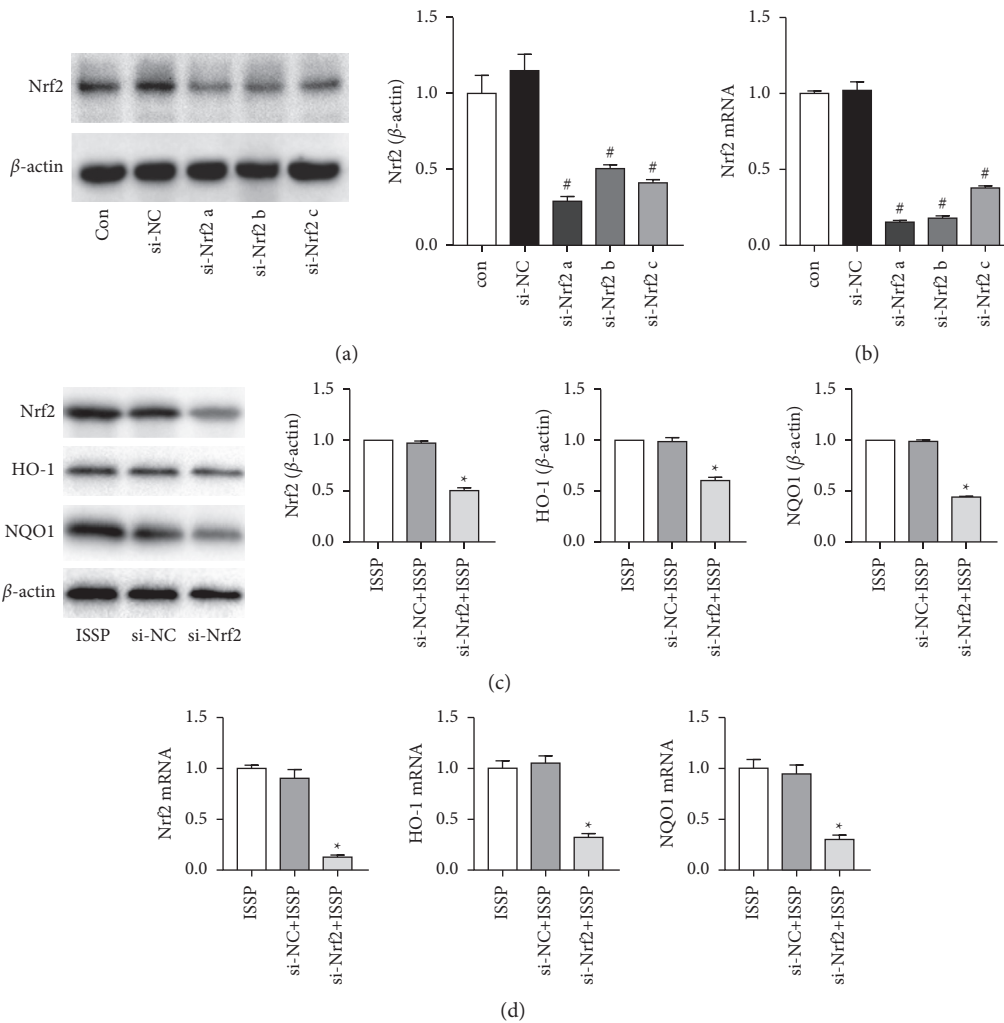 Nrf2
β-actin
Con
si-NC
si-Nrf2 a
si-Nrf2 b
si-Nrf2 c
Nrf2 (β-actin)
1.5
1.0
0.5
0.0
#
#
#
con
si-NC
si-Nrf2 a
si-Nrf2 b
si-Nrf2 c
(a)
Nrf2 mRNA
1.5
1.0
0.5
0.0
#
#
#
con
si-NC
si-Nrf2 a
si-Nrf2 b
si-Nrf2 c
(b)
Nrf2
HO-1
NQO1
β-actin
ISSP si-NC si-Nrf2
Nrf2 (β-actin)
1.5
1.0
0.5
0.0
*
ISSP
si-NC+ISSP
si-Nrf2+ISSP
HO-1 (β-actin)
1.5
1.0
0.5
0.0
*
ISSP
si-NC+ISSP
si-Nrf2+ISSP
NQO1 (β-actin)
1.5
1.0
0.5
0.0
*
ISSP
si-NC+ISSP
si-Nrf2+ISSP
(c)
Nrf2 mRNA
1.5
1.0
0.5
0.0
*
ISSP
si-NC+ISSP
si-Nrf2+ISSP
HO-1 mRNA
1.5
1.0
0.5
0.0
*
ISSP
si-NC+ISSP
si-Nrf2+ISSP
NQO1 mRNA
1.5
1.0
0.5
0.0
*
ISSP
si-NC+ISSP
si-Nrf2+ISSP
(d)